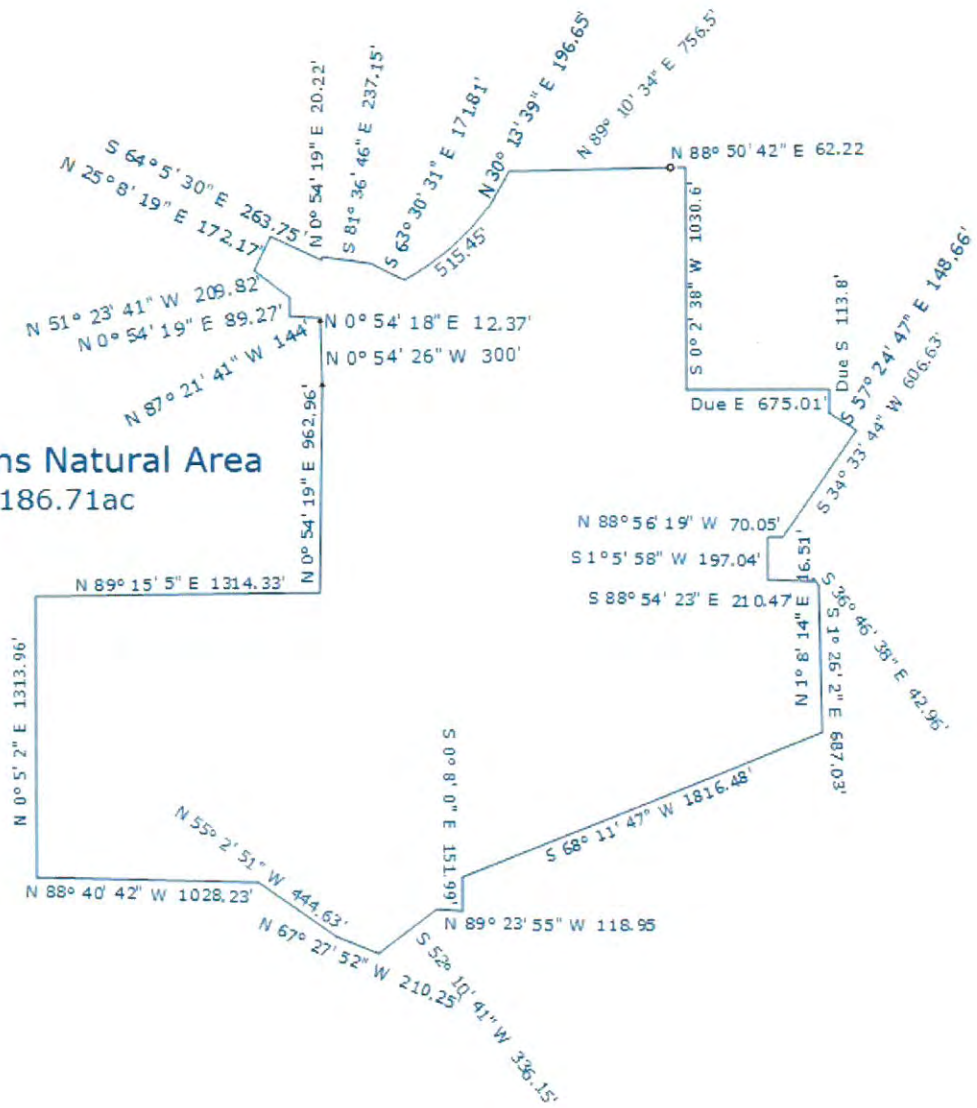 N 0° 54' 19" E 20.22'
S 81° 36' 46" E 237.15'
S 63° 30' 31" E 171.81'
N 30° 13' 39" E 196.65'
N 89° 10' 34" E 756.5'
S 64° 5' 30" E 263.75'
N 25° 8' 19" E 172.17'
515.45'
N 88° 50' 42" E 62.22
N 51° 23' 41" W 209.82'
N 0° 54' 19" E 89.27'
N 87° 21' 41" W 144'
N 0° 54' 18" E 12.37'
N 0° 54' 26" W 300'
S 0° 2' 38" W 1030.6'
Due E 675.01'
Due S 113.8'
S 57° 24' 47" E 148.66'
S 34° 33' 44" W 606.63'
ns Natural Area
186.71ac
N 0° 54' 19" E 962.96'
N 88° 56' 19" W 70.05'
S 1° 5' 58" W 197.04'
S 88° 54' 23" E 210.47'
N 1° 8' 14" E 16.51'
S 36° 46' 38" E 42.96'
S 1° 26' 2" E 687.03'
N 89° 15' 5" E 1314.33'
N 0° 5' 2" E 1313.96'
S 0° 8' 0" E 151.99'
S 68° 11' 47" W 1816.48'
N 55° 2' 51" W 444.63'
N 88° 40' 42" W 1028.23'
N 67° 27' 52" W 210.25'
N 89° 23' 55" W 118.95
S 52° 10' 41" W 336.15'